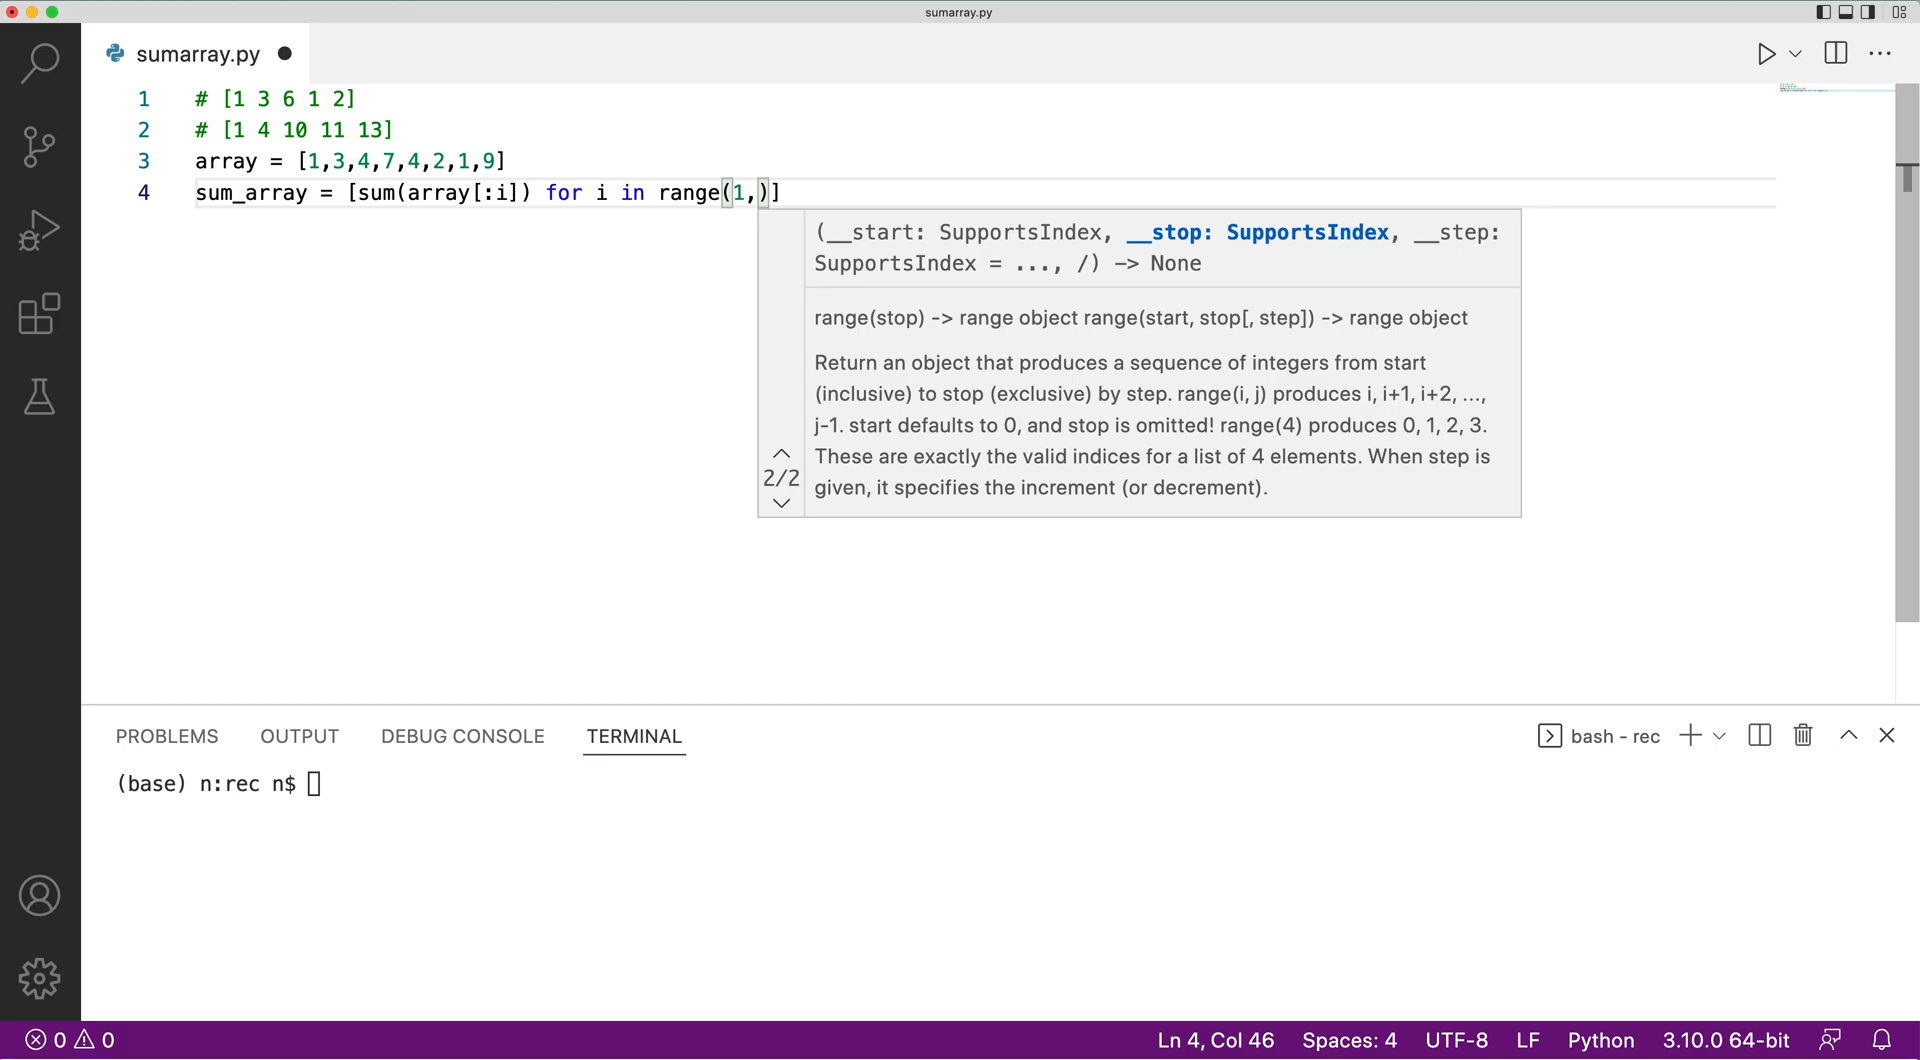 sumarray.py
sumarray.py
1 # [1 3 6 1 2]
2 # [1 4 10 11 13]
3 array = [1,3,4,7,4,2,1,9]
4 sum_array = [sum(array[:i]) for i in range(1,)]
(__start: SupportsIndex, __stop: SupportsIndex, __step:
SupportsIndex = ..., /) -> None
range(stop) -> range object range(start, stop[, step]) -> range object
Return an object that produces a sequence of integers from start
(inclusive) to stop (exclusive) by step. range(i, j) produces i, i+1, i+2, ...,
j-1. start defaults to 0, and stop is omitted! range(4) produces 0, 1, 2, 3.
These are exactly the valid indices for a list of 4 elements. When step is
2/2
given, it specifies the increment (or decrement).
PROBLEMS OUTPUT DEBUG CONSOLE TERMINAL bash - rec
(base) n:rec n$
0 0 Ln 4, Col 46 Spaces: 4 UTF-8 LF Python 3.10.0 64-bit